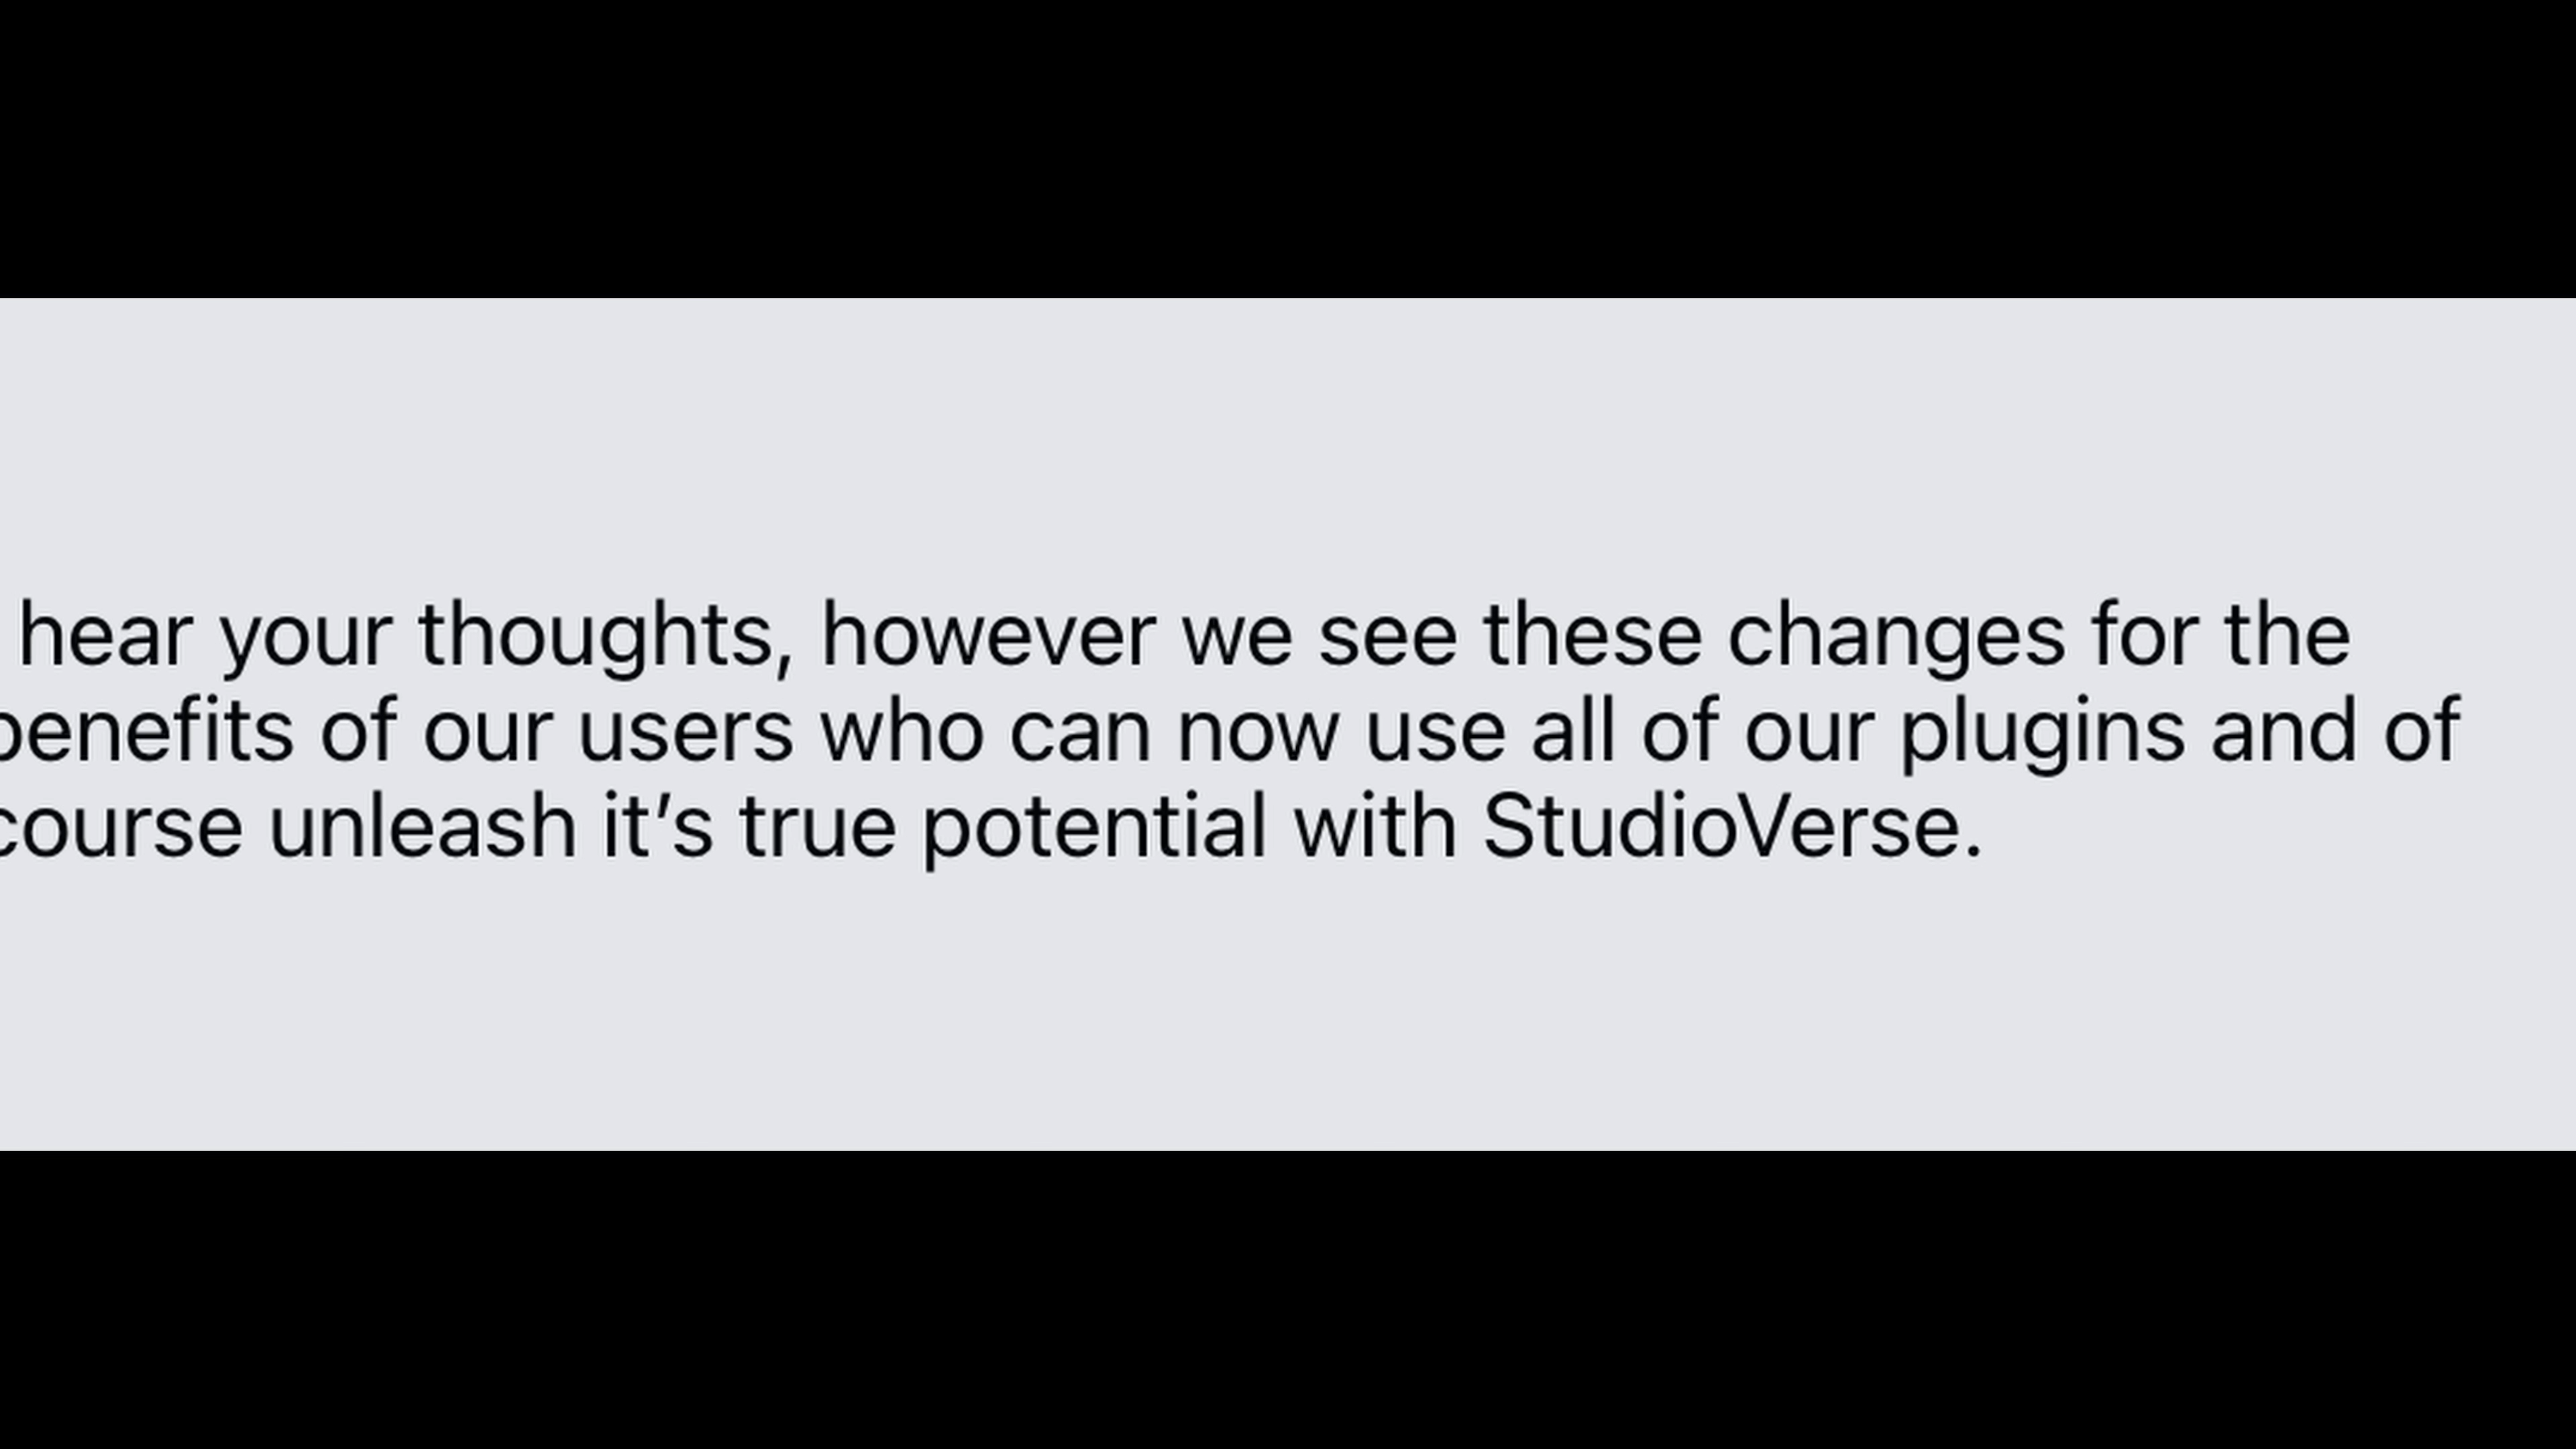 hear your thoughts, however we see these changes for the
benefits of our users who can now use all of our plugins and of
course unleash it’s true potential with StudioVerse.